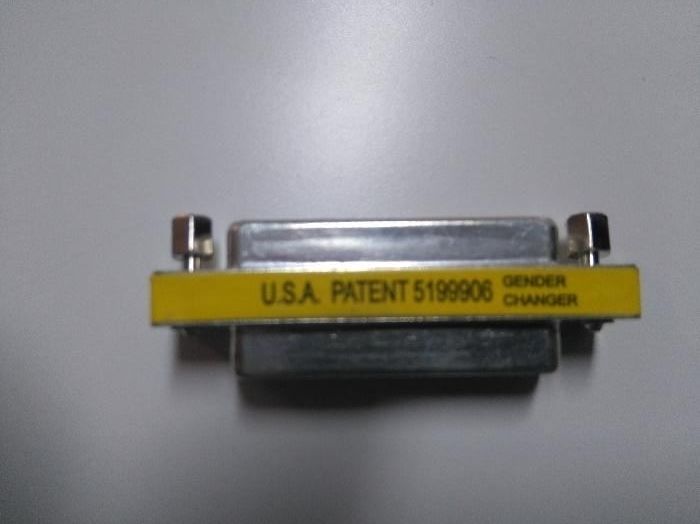 U.S.A. PATENT 5199906 GENDER
CHANGER